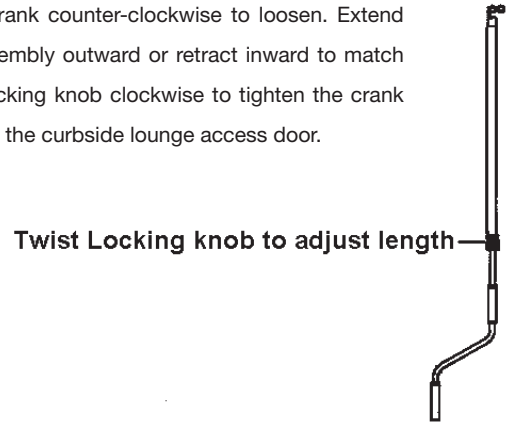 rank counter-clockwise to loosen. Extend
embly outward or retract inward to match
cking knob clockwise to tighten the crank
the curbside lounge access door.
Twist Locking knob to adjust length